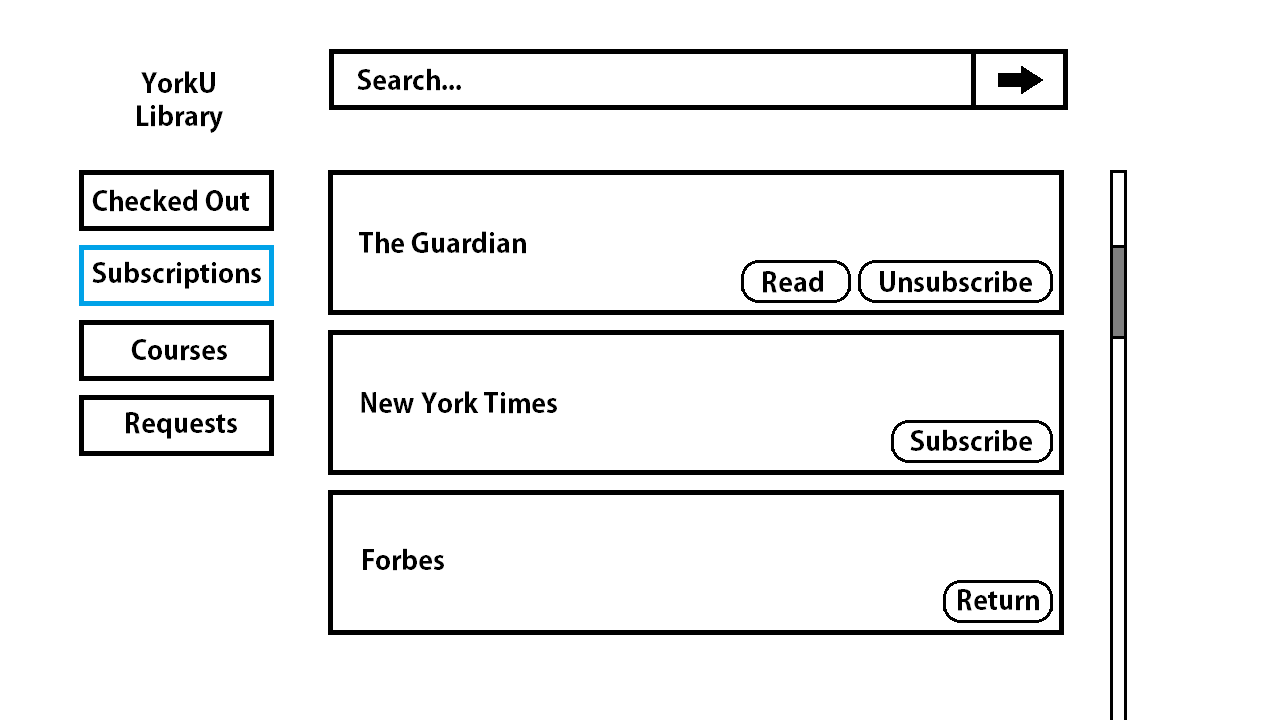 YorkU
Library
Search...
Checked Out
Subscriptions
Courses
Requests
The Guardian
Read
Unsubscribe
New York Times
Subscribe
Forbes
Return